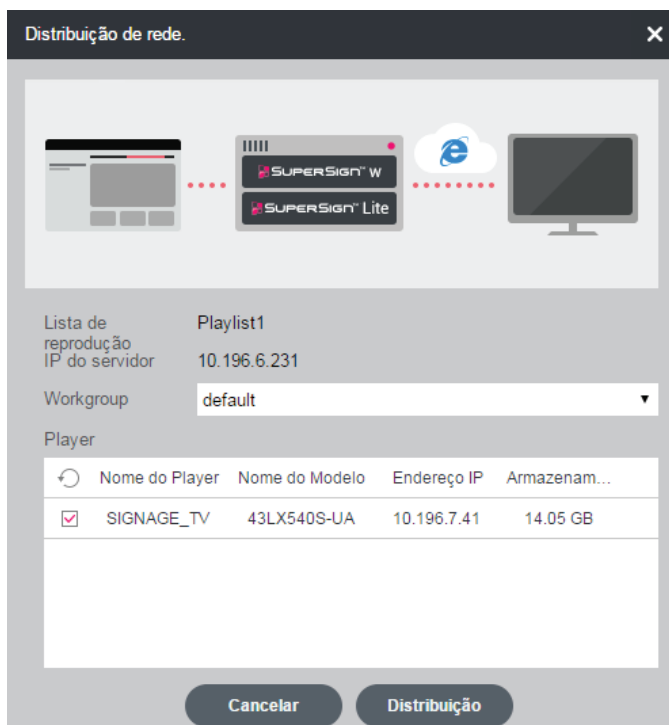 Distribuição de rede.
SUPERSIGN™ W
SUPERSIGN™ Lite
Lista de reprodução
Playlist1
IP do servidor
10.196.6.231
Workgroup
default
Player
Nome do Player Nome do Modelo Endereço IP Armazenam...
SIGNAGE_TV 43LX540S-UA 10.196.7.41 14.05 GB
Cancelar Distribuição